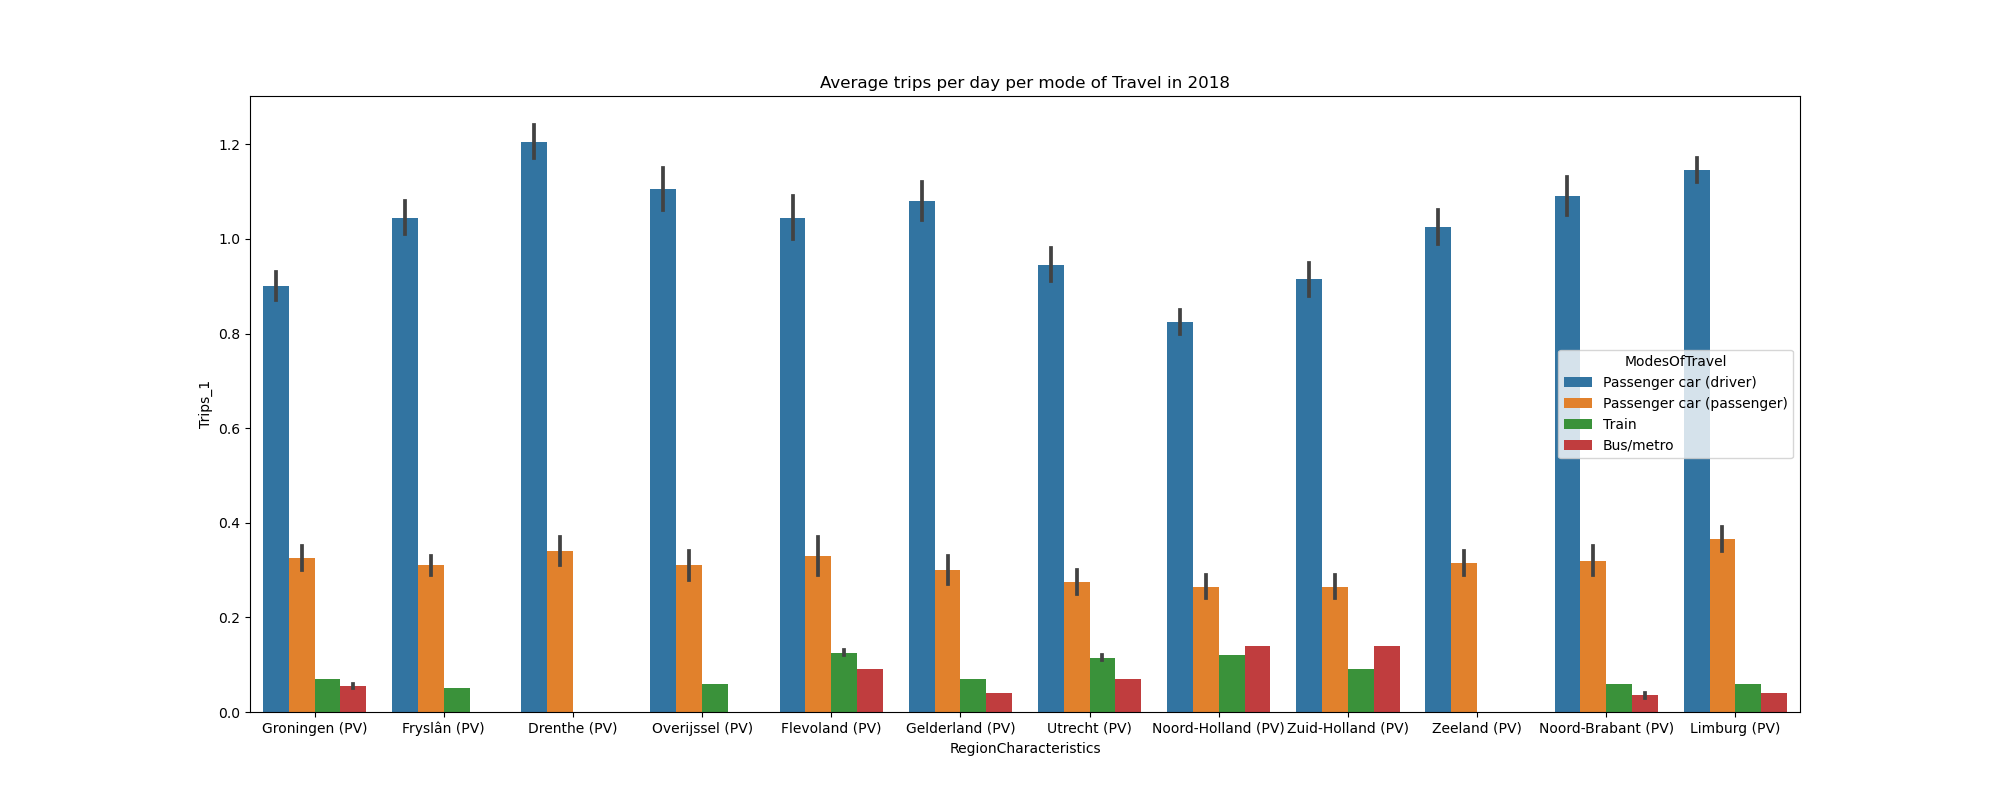 Average trips per day per mode of Travel in 2018
Trips_1
1.2
1.0
0.8
0.6
0.4
0.2
0.0
ModesOfTravel
Passenger car (driver)
Passenger car (passenger)
Train
Bus/metro
Groningen (PV) Fryslân (PV) Drenthe (PV) Overijssel (PV) Flevoland (PV) Gelderland (PV) Utrecht (PV) Noord-Holland (PV) Zuid-Holland (PV) Zeeland (PV) Noord-Brabant (PV) Limburg (PV)
RegionCharacteristics